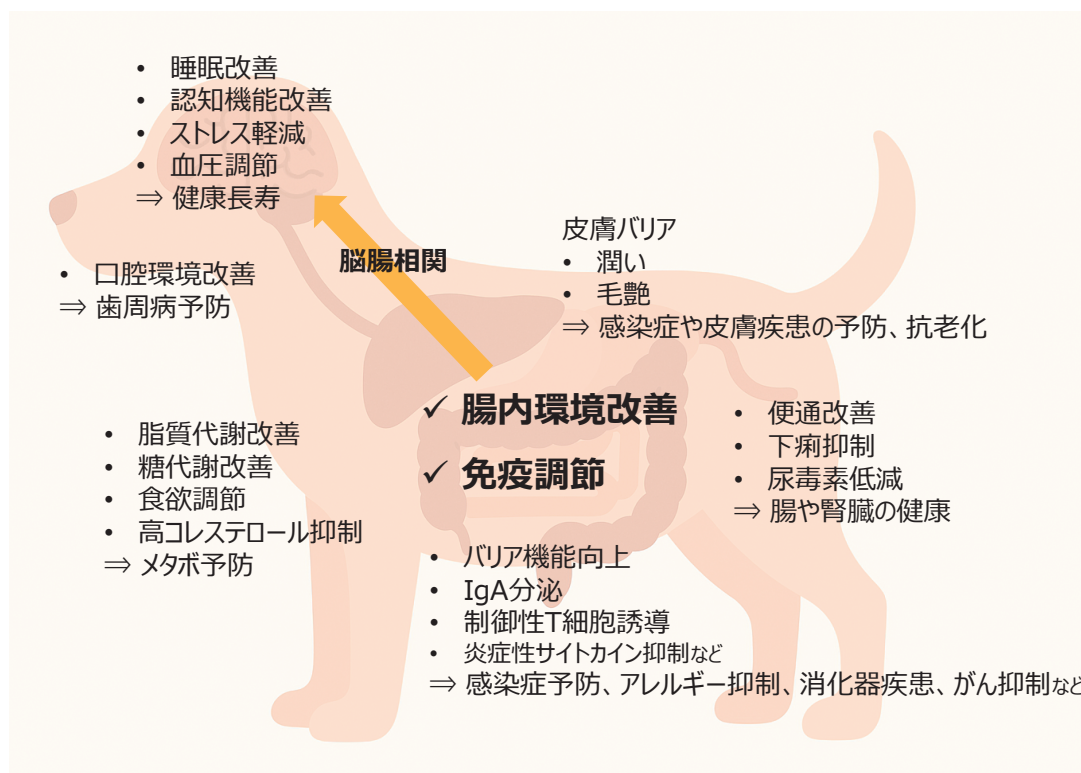 • 睡眠改善
• 認知機能改善
• ストレス軽減
• 血圧調節
⇒ 健康長寿
脳腸相関
• 口腔環境改善
⇒ 歯周病予防
皮膚バリア
• 潤い
• 毛艶
⇒ 感染症や皮膚疾患の予防、抗老化
✓ 腸内環境改善
✓ 免疫調節
• 便通改善
• 下痢抑制
• 尿毒素低減
⇒ 腸や腎臓の健康
• 脂質代謝改善
• 糖代謝改善
• 食欲調節
• 高コレステロール抑制
⇒ メタボ予防
• バリア機能向上
• IgA分泌
• 制御性T細胞誘導
• 炎症性サイトカイン抑制など
⇒ 感染症予防、アレルギー抑制、消化器疾患、がん抑制など